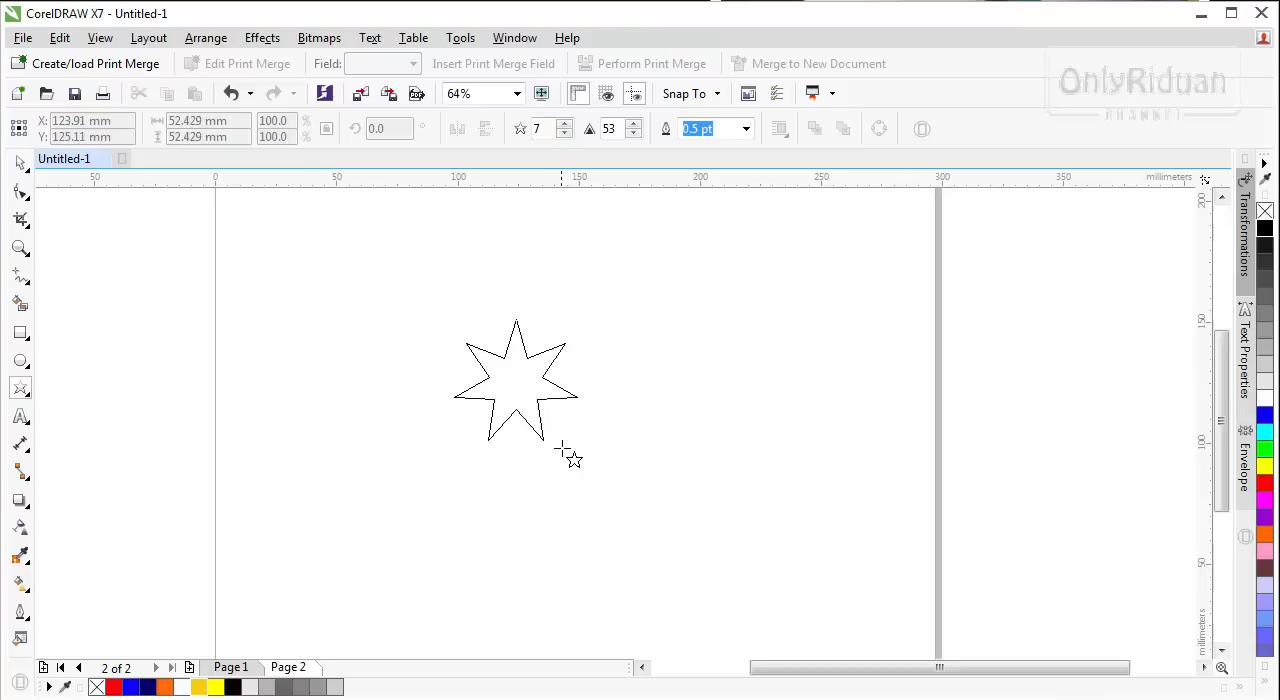 CorelDRAW X7 - Untitled-1
File Edit View Layout Arrange Effects Bitmaps Text Table Tools Window Help
Create/load Print Merge Edit Print Merge Field: Insert Print Merge Field Perform Print Merge Merge to New Document
OnlyRiduan
CHANNEL
64% Snap To
X: 123.91 mm 52.429 mm 100.0 %
Y: 125.11 mm 52.429 mm 100.0 %
0.0 ° 7 53 0.5 pt
Untitled-1
50 0 50 100 150 200 250 300 350 millimeters
200
150
100
50
millimeters
Transformations
Text Properties
Envelope
2 of 2 Page 1 Page 2